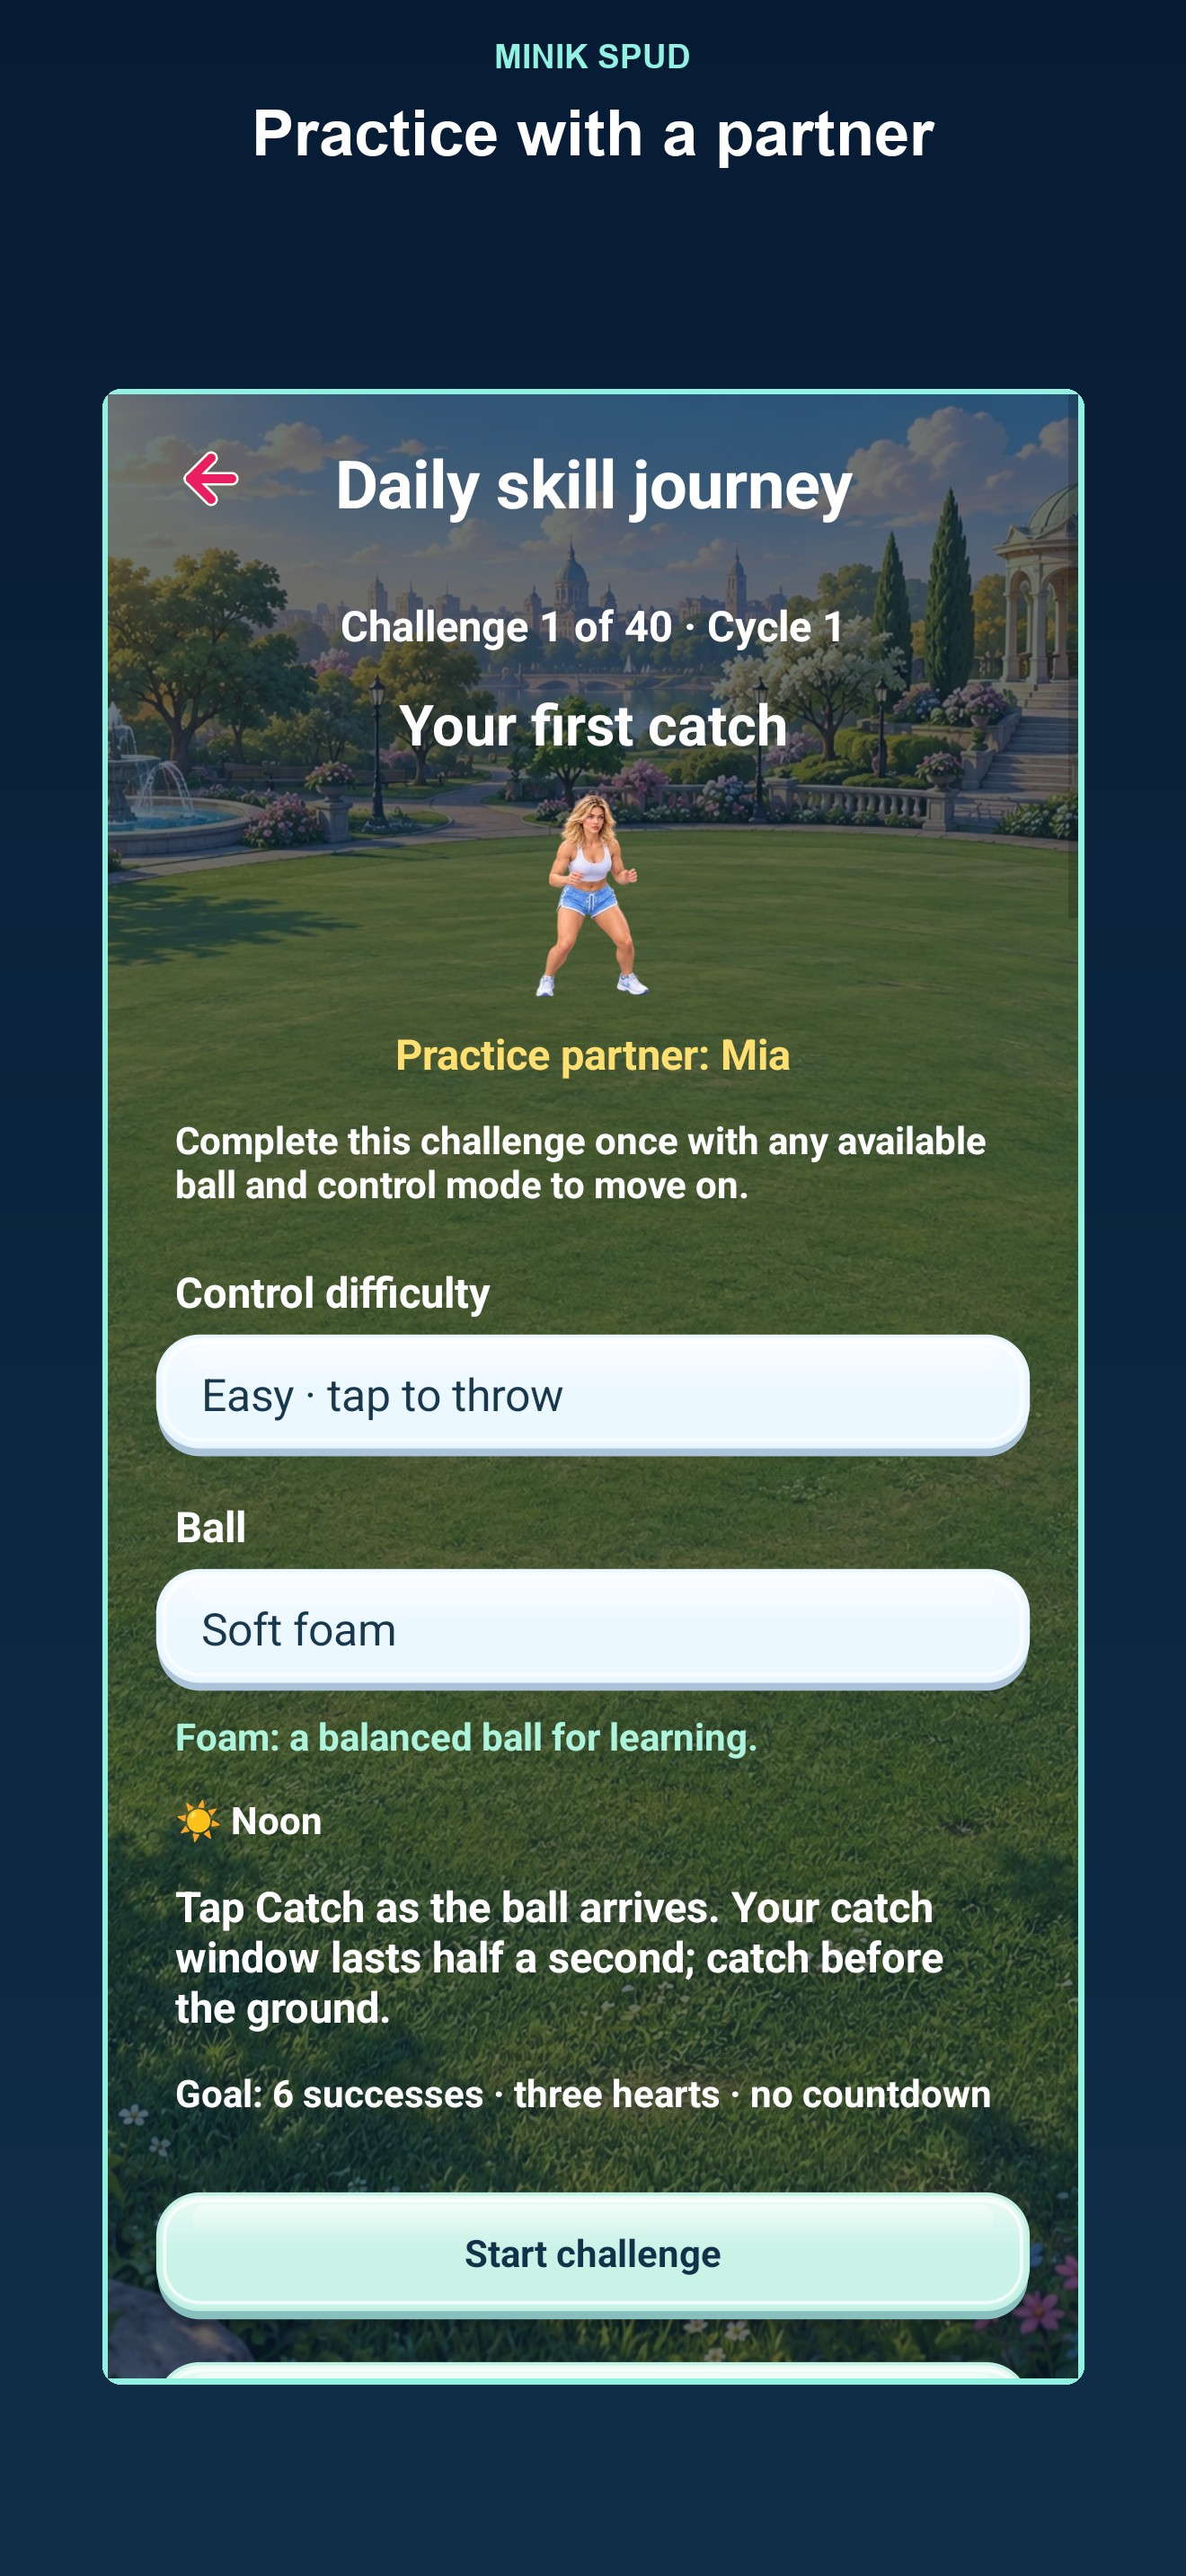 MINIK SPUD
Practice with a partner
Daily skill journey
Challenge 1 of 40 · Cycle 1
Your first catch
Practice partner: Mia
Complete this challenge once with any available
ball and control mode to move on.
Control difficulty
Easy · tap to throw
Ball
Soft foam
Foam: a balanced ball for learning.
☀️ Noon
Tap Catch as the ball arrives. Your catch
window lasts half a second; catch before
the ground.
Goal: 6 successes · three hearts · no countdown
Start challenge